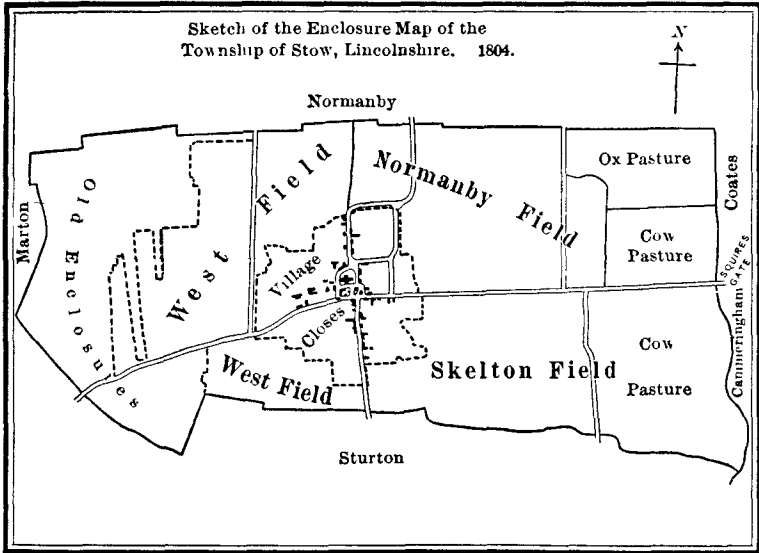 Sketch of the Enclosure Map of the
Township of Stow, Lincolnshire. 1804.
N
Normanby
Marton
Old Enclosures
West Field
Normanby Field
Ox Pasture
Coates
Cow
Pasture
SQUIRES
GATE
Village
Closes
West Field
Skelton Field
Cow
Pasture
Cammeringham
Sturton